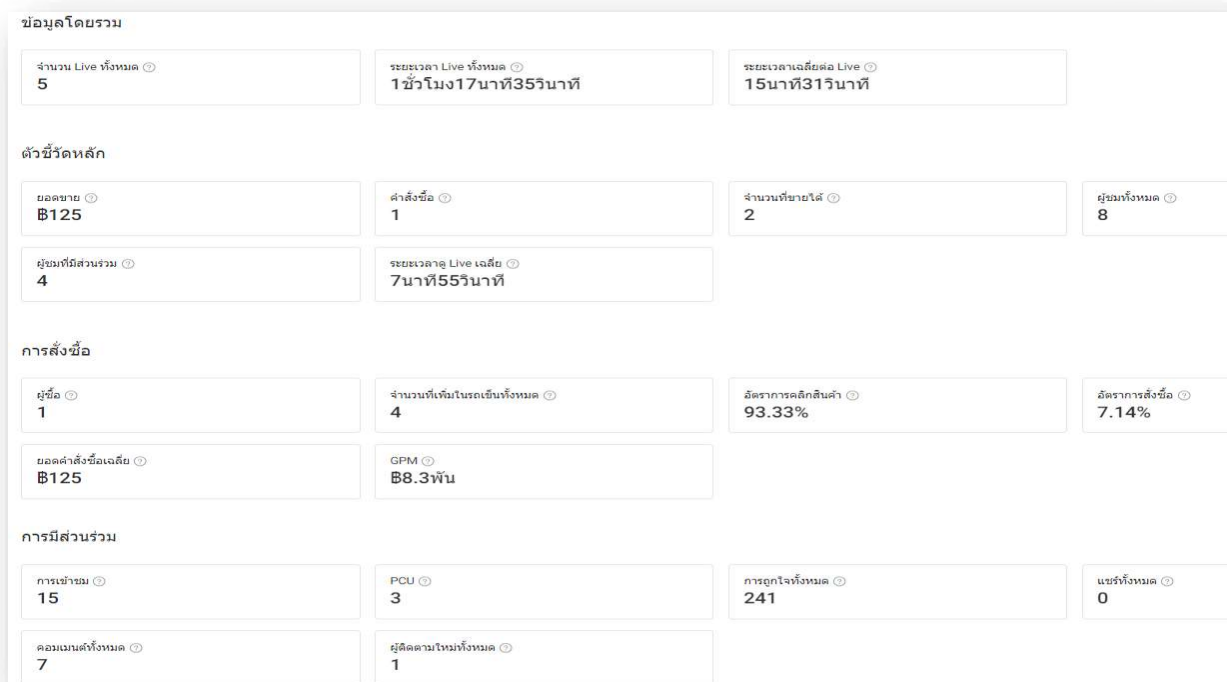 ข้อมูลโดยรวม
จำนวน Live ทั้งหมด
5
ระยะเวลา Live ทั้งหมด
1ชั่วโมง17นาที35วินาที
ระยะเวลาเฉลี่ยต่อ Live
15นาที31วินาที
ตัวชี้วัดหลัก
ยอดขาย
฿125
คำสั่งซื้อ
1
จำนวนที่ขายได้
2
ผู้ชมทั้งหมด
8
ผู้ชมที่มีส่วนร่วม
4
ระยะเวลาดู Live เฉลี่ย
7นาที55วินาที
การสั่งซื้อ
ผู้ซื้อ
1
จำนวนที่เพิ่มในรถเข็นทั้งหมด
4
อัตราการคลิกสินค้า
93.33%
อัตราการสั่งซื้อ
7.14%
ยอดคำสั่งซื้อเฉลี่ย
฿125
GPM
฿8.3พัน
การมีส่วนร่วม
การเข้าชม
15
PCU
3
การถูกใจทั้งหมด
241
แชร์ทั้งหมด
0
คอมเมนต์ทั้งหมด
7
ผู้ติดตามใหม่ทั้งหมด
1